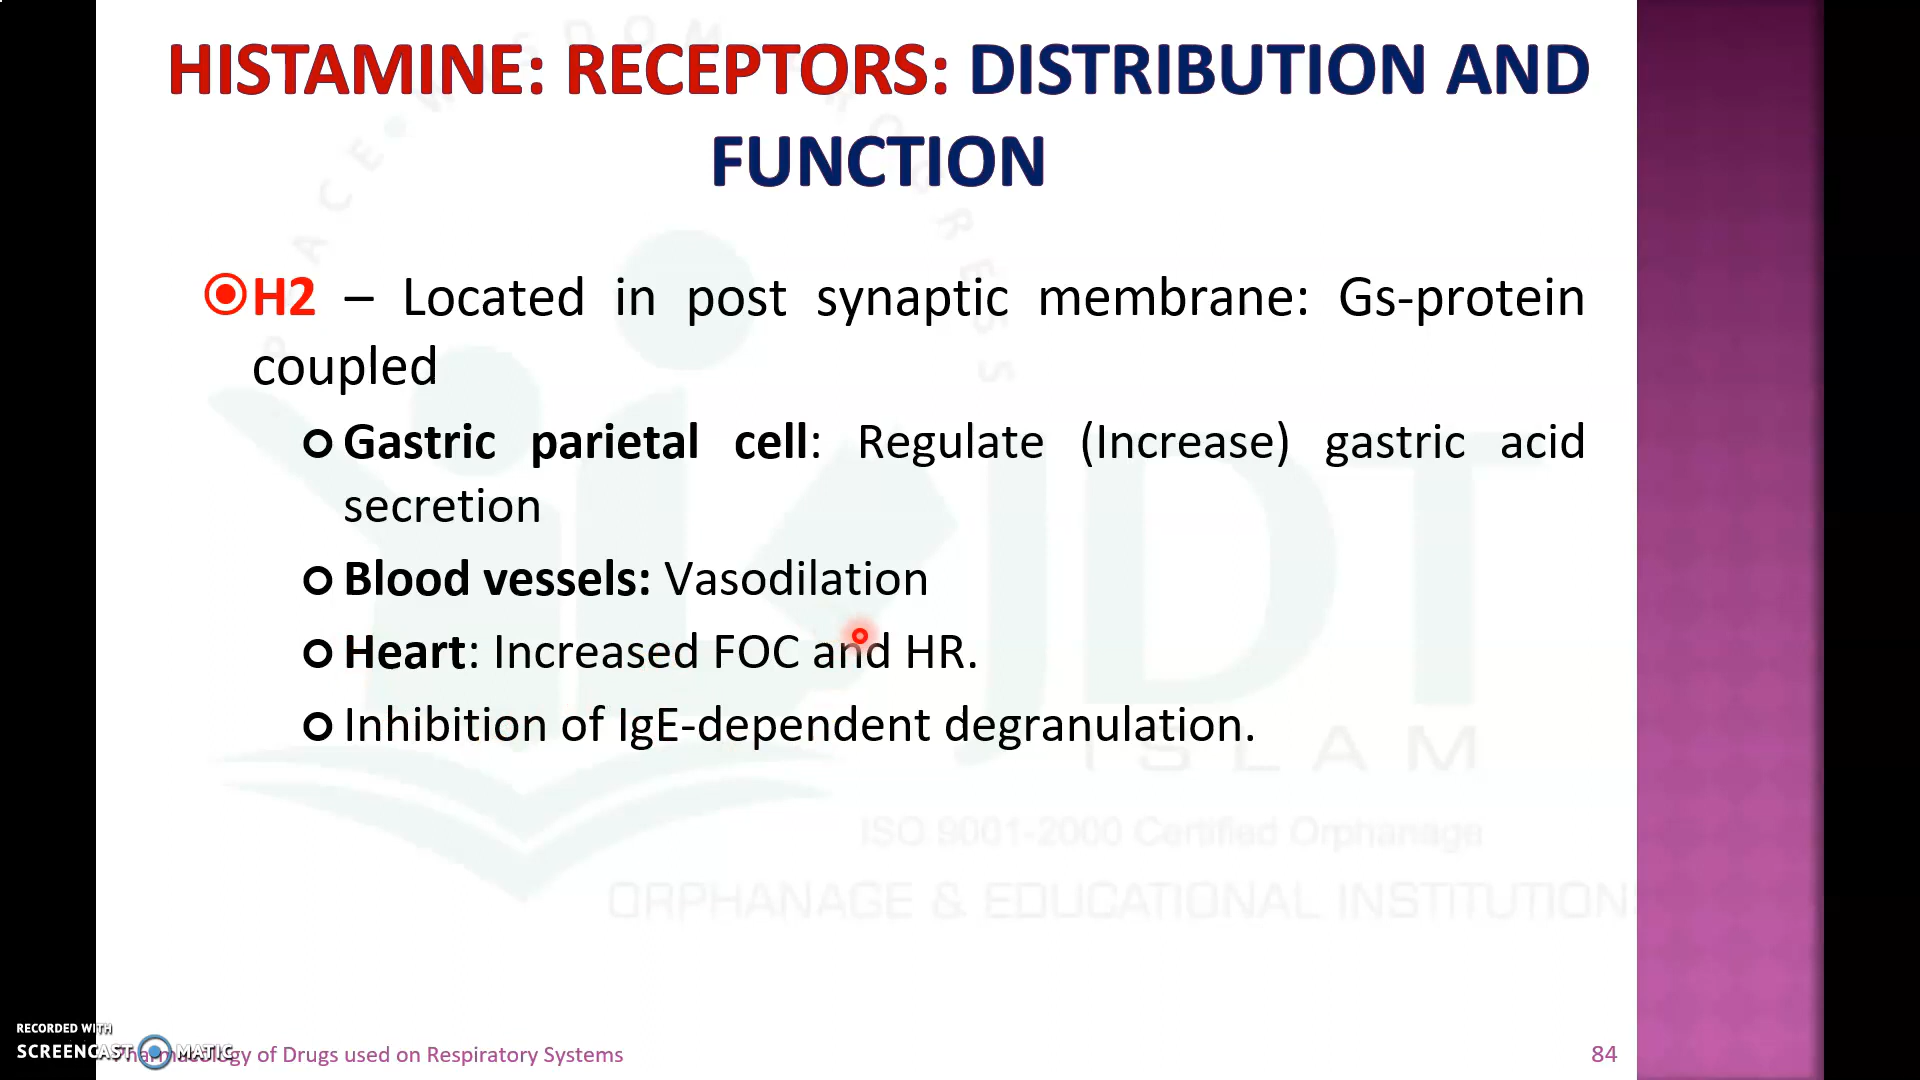 HISTAMINE: RECEPTORS: DISTRIBUTION AND
FUNCTION
H2 – Located in post synaptic membrane: Gs-protein
coupled
Gastric parietal cell: Regulate (Increase) gastric acid
secretion
Blood vessels: Vasodilation
Heart: Increased FOC and HR.
Inhibition of IgE-dependent degranulation.
JDT
ISLAM
ISO 9001-2000 Certified Orphanage
ORPHANAGE & EDUCATIONAL INSTITUTION
RECORDED WITH
SCREENCAST MATIC
Pharmacology of Drugs used on Respiratory Systems
84